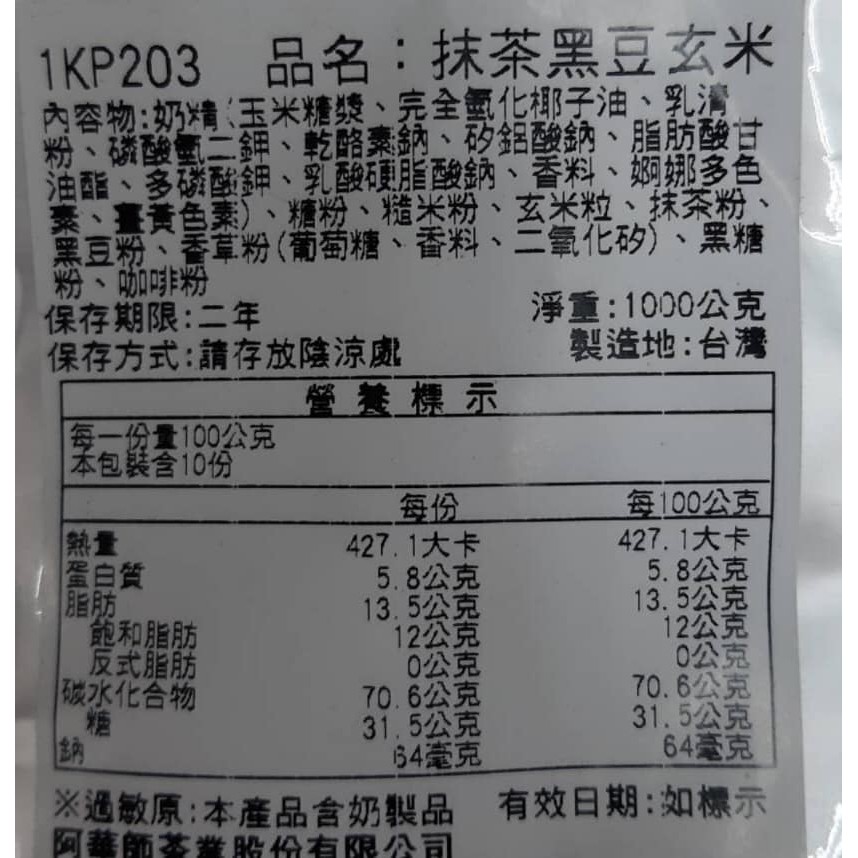 1KP203 品名:抹茶黑豆玄米
內容物:奶精(玉米糖漿、完全氫化椰子油、乳清
粉、磷酸氫二鉀、乾酪素鈉、矽鋁酸鈉、脂肪酸甘
油酯、多磷酸鉀、乳酸硬脂酸鈉、香料、婀娜多色
素、薑黃色素)、糖粉、糙米粉、玄米粒、抹茶粉、
黑豆粉、香草粉(葡萄糖、香料、二氧化矽)、黑糖
粉、咖啡粉
保存期限:二年 淨重:1000公克
保存方式:請存放陰涼處 製造地:台灣
營養標示
每一份量100公克
本包裝含10份
每份 每100公克
熱量 427.1大卡 427.1大卡
蛋白質 5.8公克 5.8公克
脂肪 13.5公克 13.5公克
飽和脂肪 12公克 12公克
反式脂肪 0公克 0公克
碳水化合物 70.6公克 70.6公克
糖 31.5公克 31.5公克
鈉 64毫克 64毫克
※過敏原:本產品含奶製品 有效日期:如標示
阿華師茶業股份有限公司